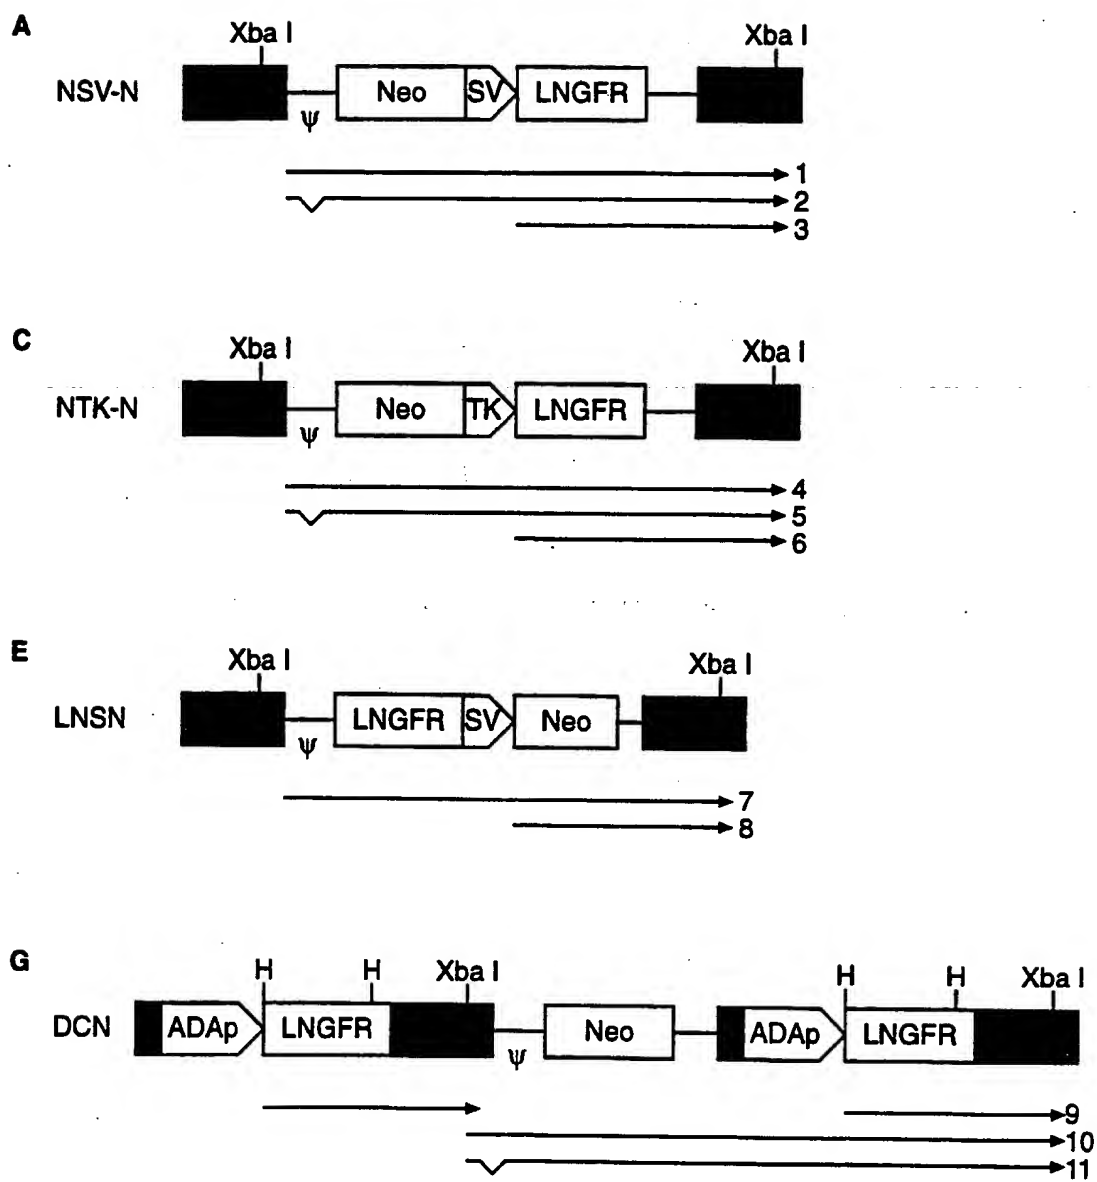 A
Xba I Xba I
NSV-N Neo SV LNGFR
ψ
1
2
3
C
Xba I Xba I
NTK-N Neo TK LNGFR
ψ
4
5
6
E
Xba I Xba I
LNSN LNGFR SV Neo
ψ
7
8
G
H H Xba I H H Xba I
DCN ADAp LNGFR Neo ADAp LNGFR
ψ
9
10
11